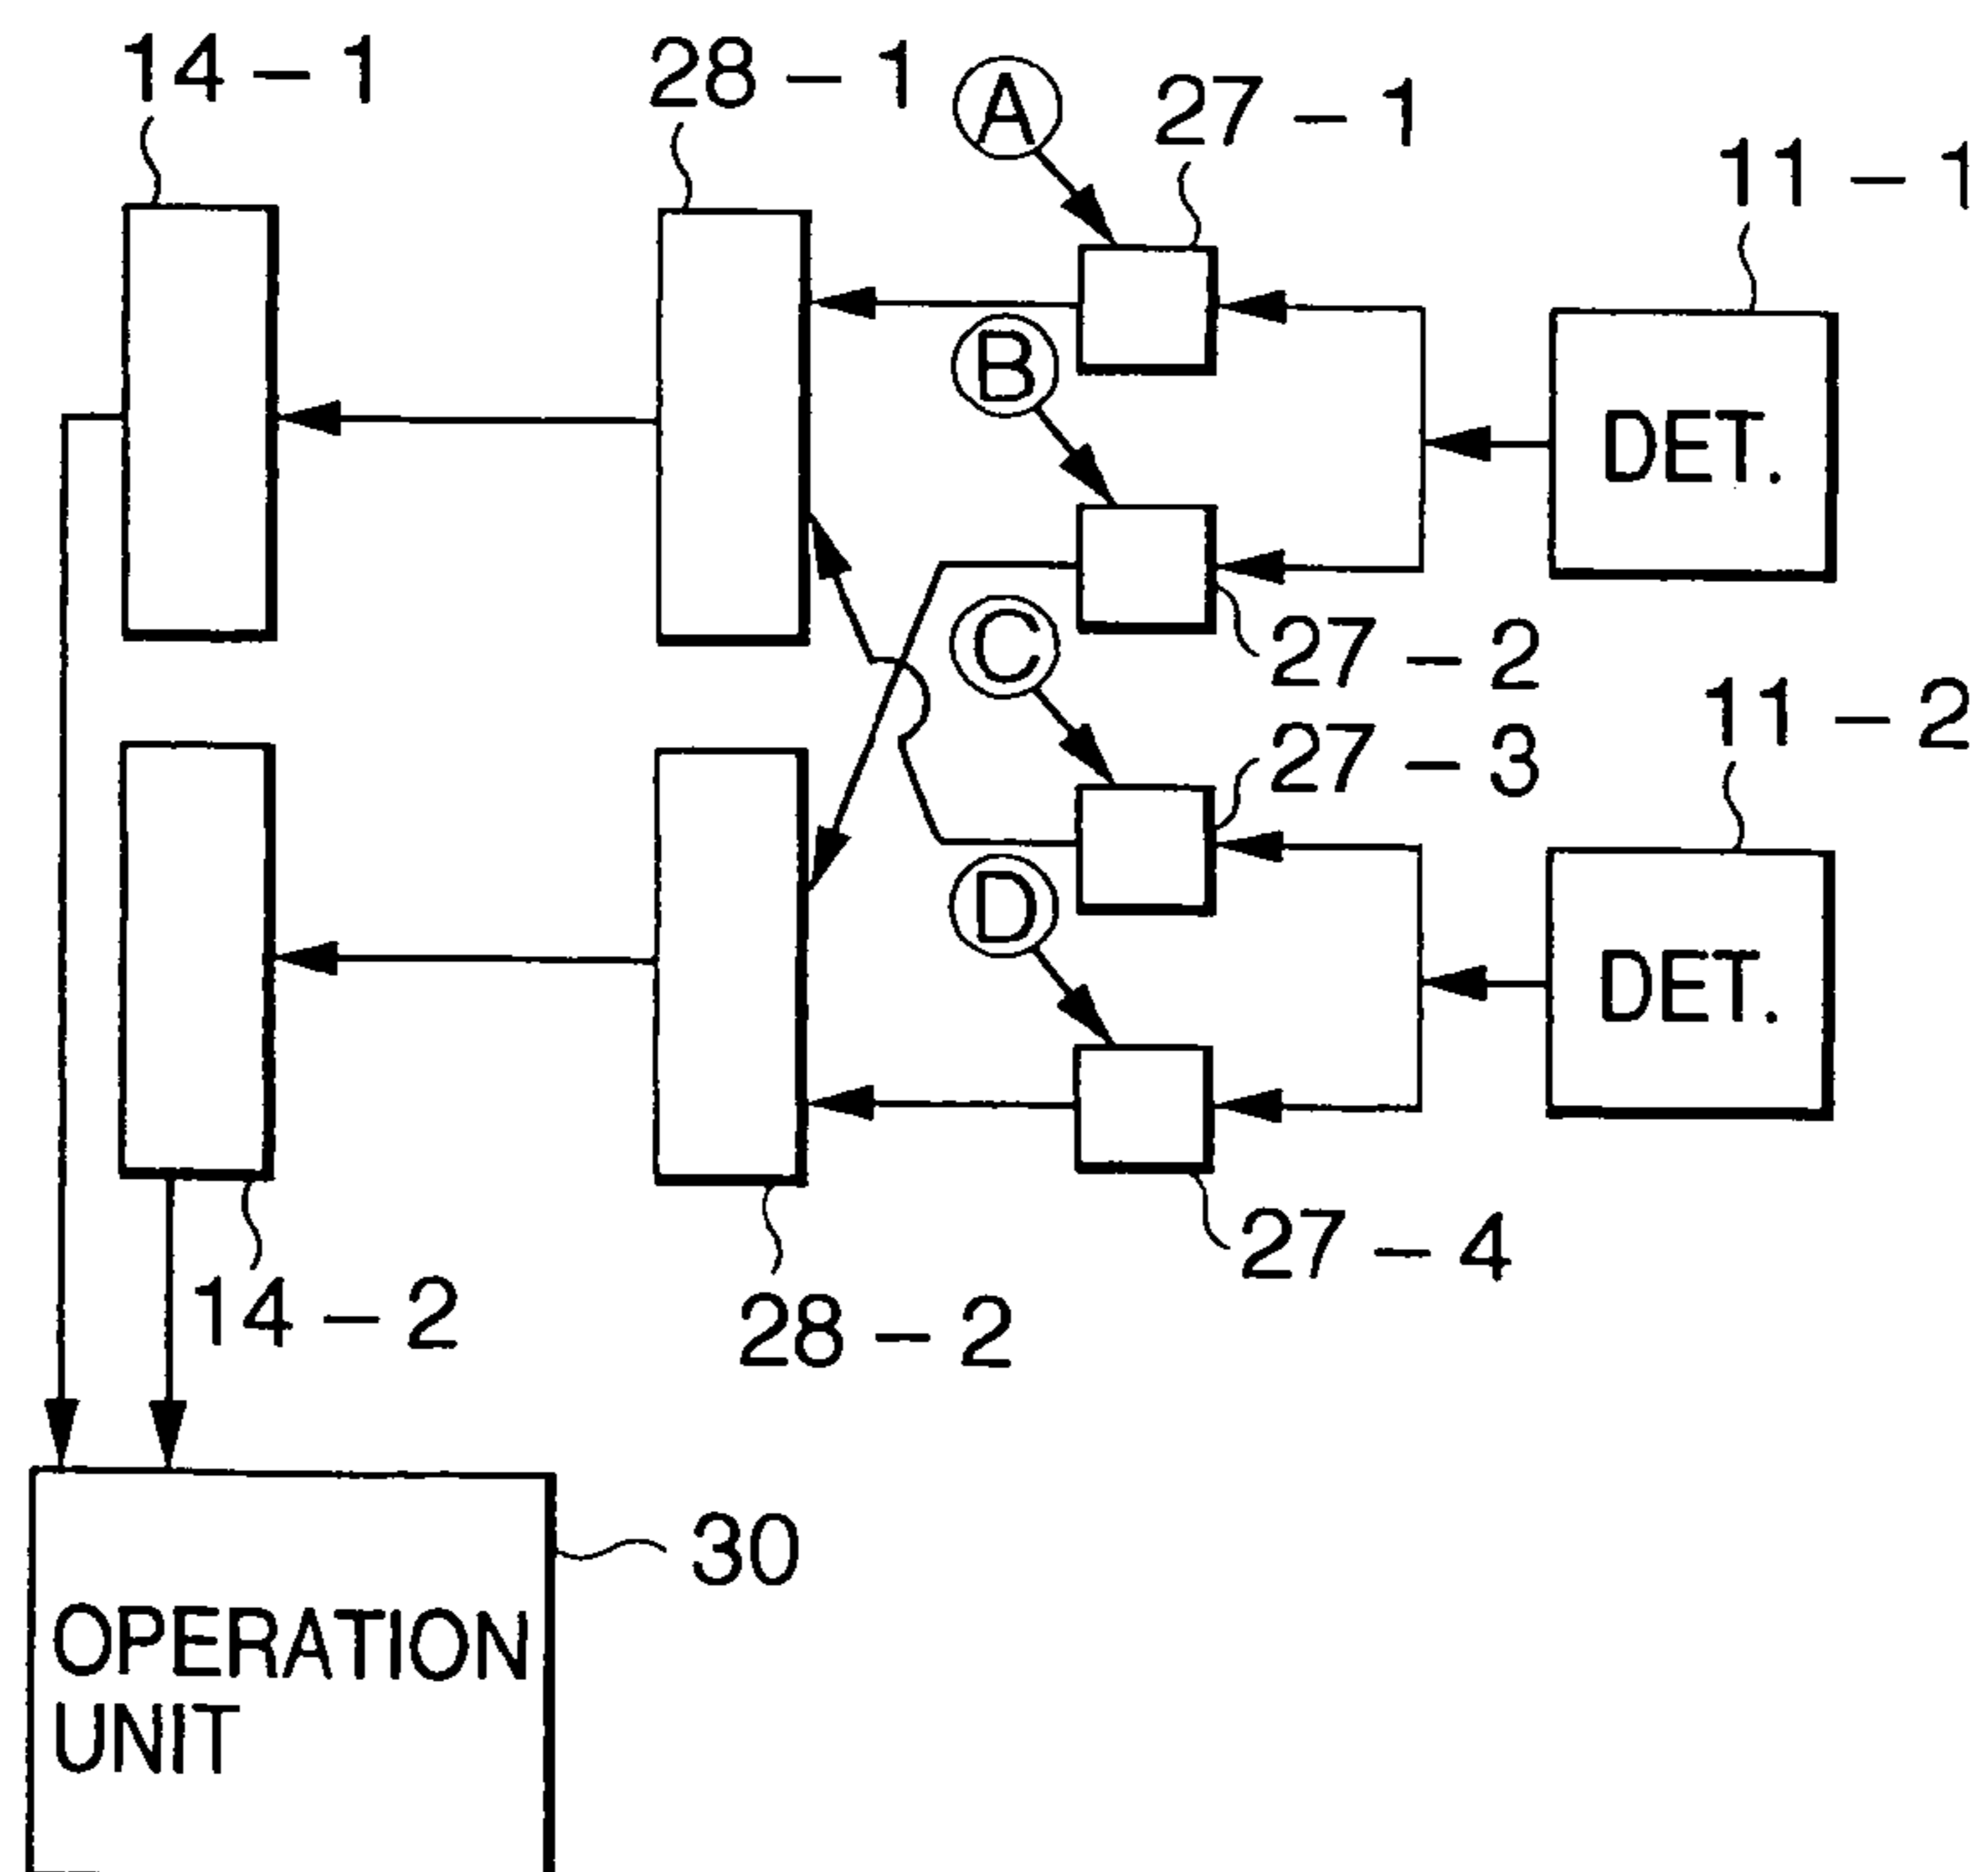 14-1
28-1
A
27-1
11-1
B
DET.
27-2
C
11-2
27-3
D
DET.
27-4
14-2
28-2
30
OPERATION
UNIT